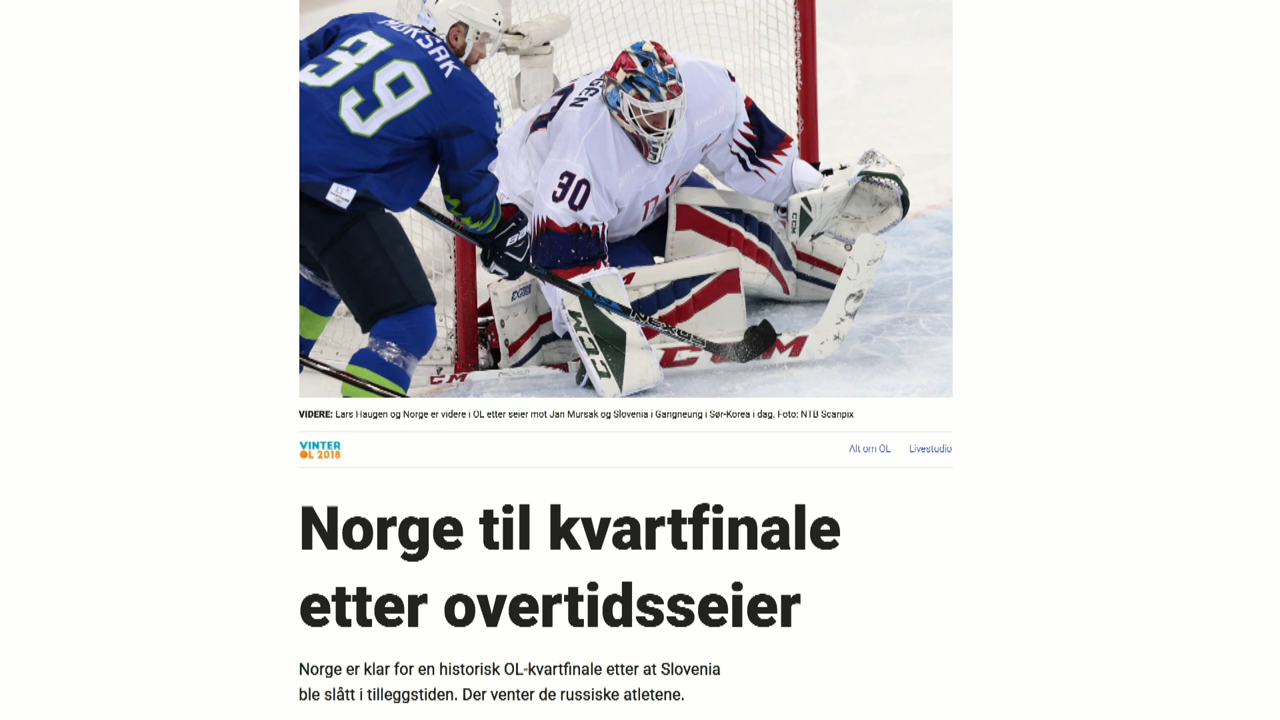 MURSAK
39
30
CCM
NEXUS
CCM
CCM
VIDERE: Lars Haugen og Norge er videre i OL etter seier mot Jan Mursak og Slovenia i Gangneung i Sør-Korea i dag. Foto: NTB Scanpix
VINTER
OL 2018
Alt om OL Livestudio
Norge til kvartfinale
etter overtidsseier
Norge er klar for en historisk OL-kvartfinale etter at Slovenia
ble slått i tilleggstiden. Der venter de russiske atletene.